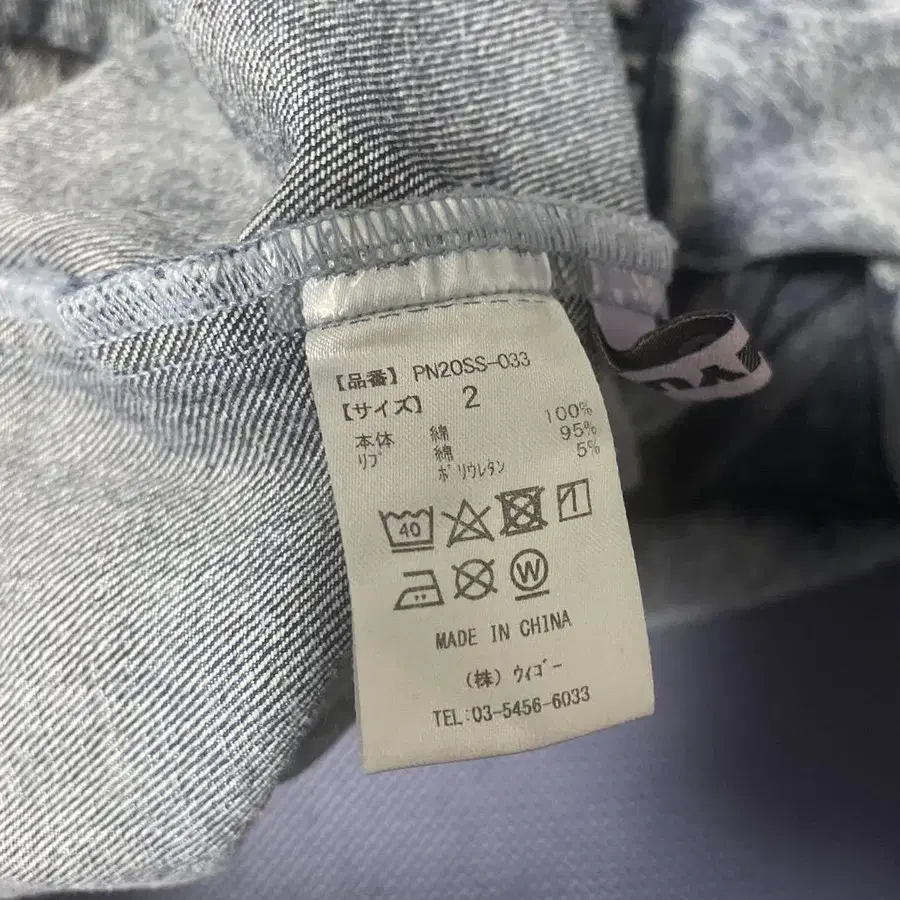 【品番】 PN20SS-033
【サイズ】 2
本体 綿 100%
リブ 綿 95%
ポリウレタン 5%
40
W
MADE IN CHINA
(株) ウィゴー
TEL:03-5456-6033